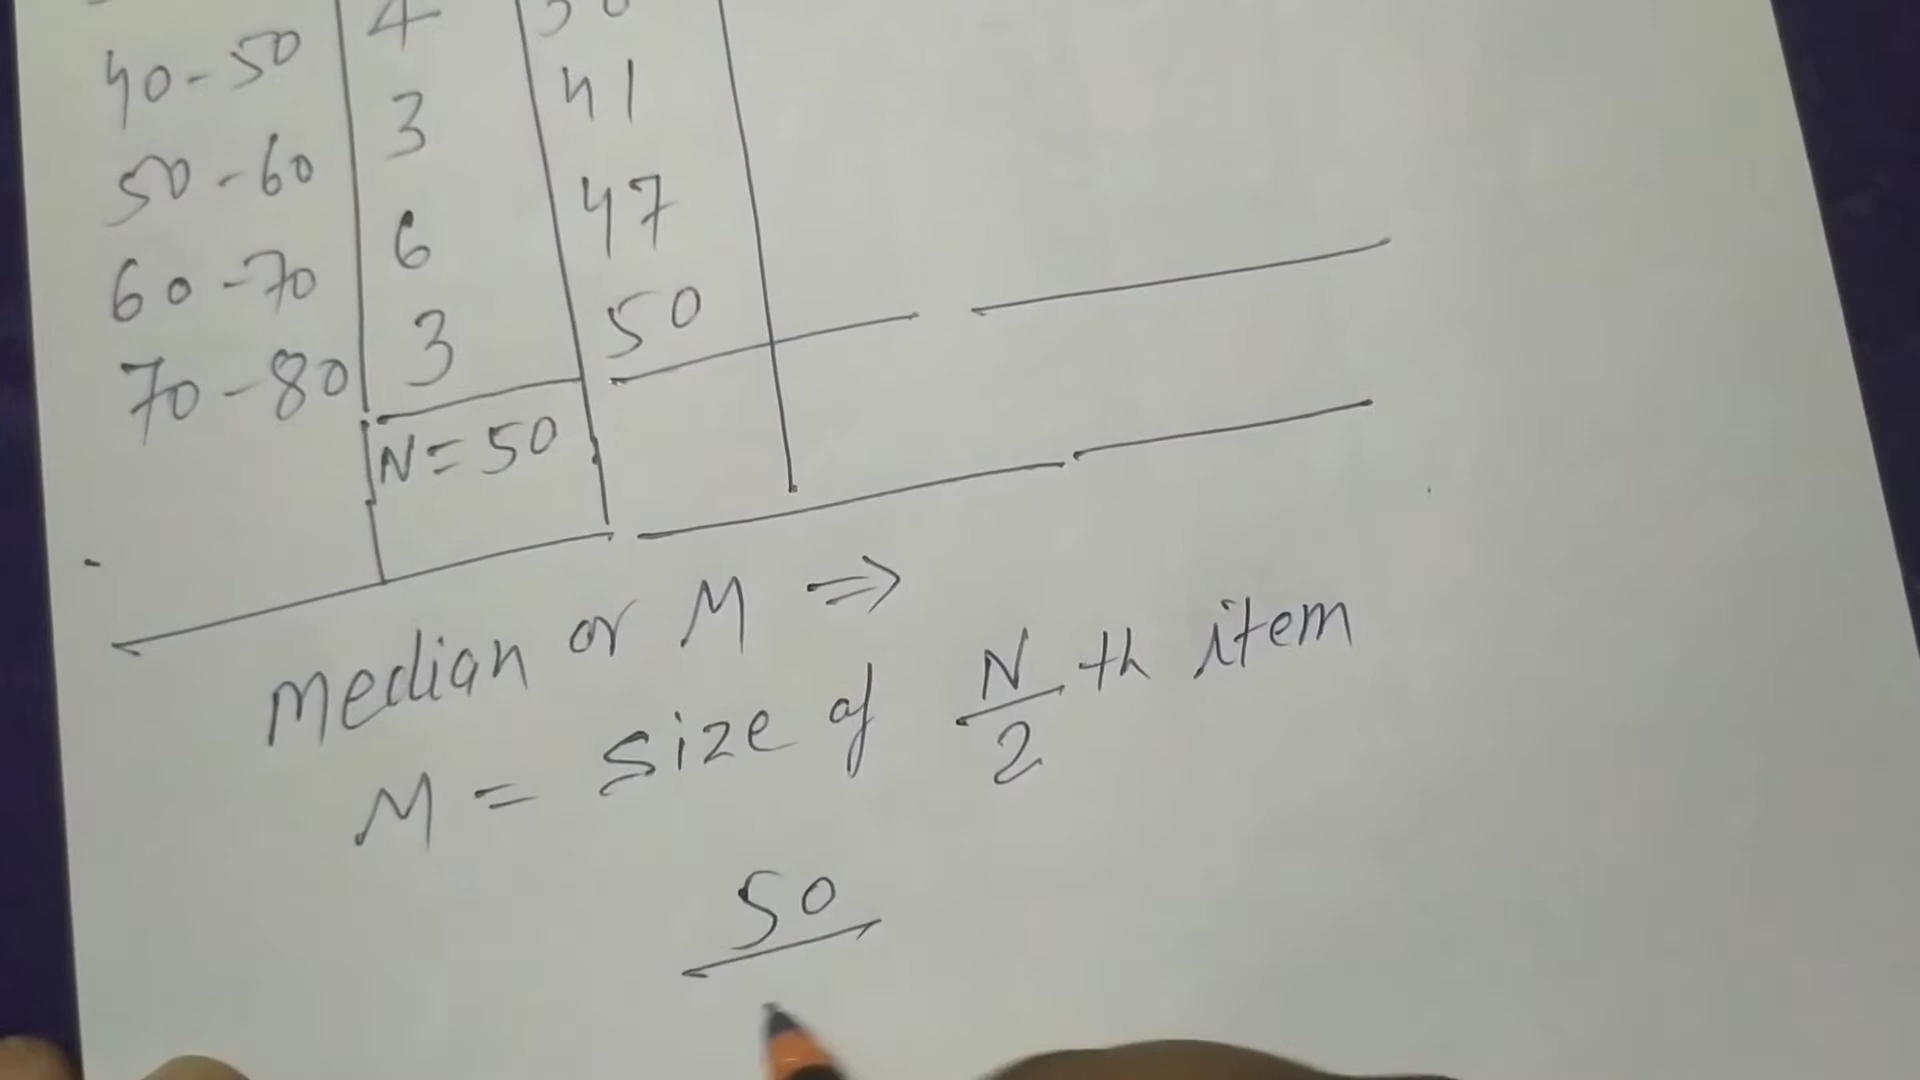 40-50 4
50-60 3 41
60-70 6 47
70-80 3 50
N=50
Median or M ⇒
M = size of N/2 th item
50